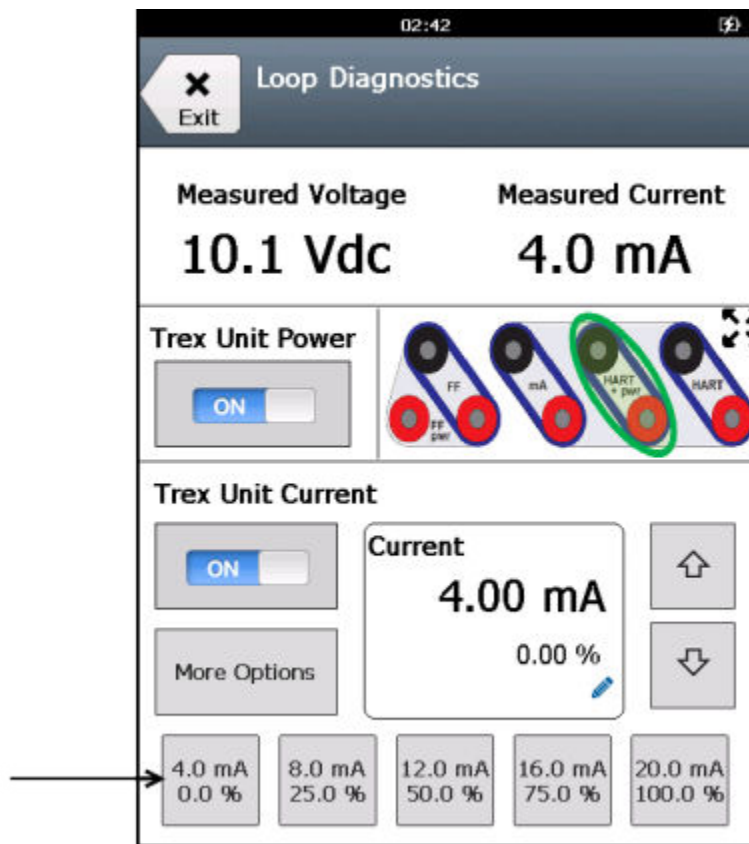 02:42
Loop Diagnostics
Exit
Measured Voltage
Measured Current
10.1 Vdc
4.0 mA
Trex Unit Power
ON
FF
FF
pwr
mA
HART
+ pwr
HART
Trex Unit Current
ON
Current
4.00 mA
0.00 %
More Options
4.0 mA
0.0 %
8.0 mA
25.0 %
12.0 mA
50.0 %
16.0 mA
75.0 %
20.0 mA
100.0 %